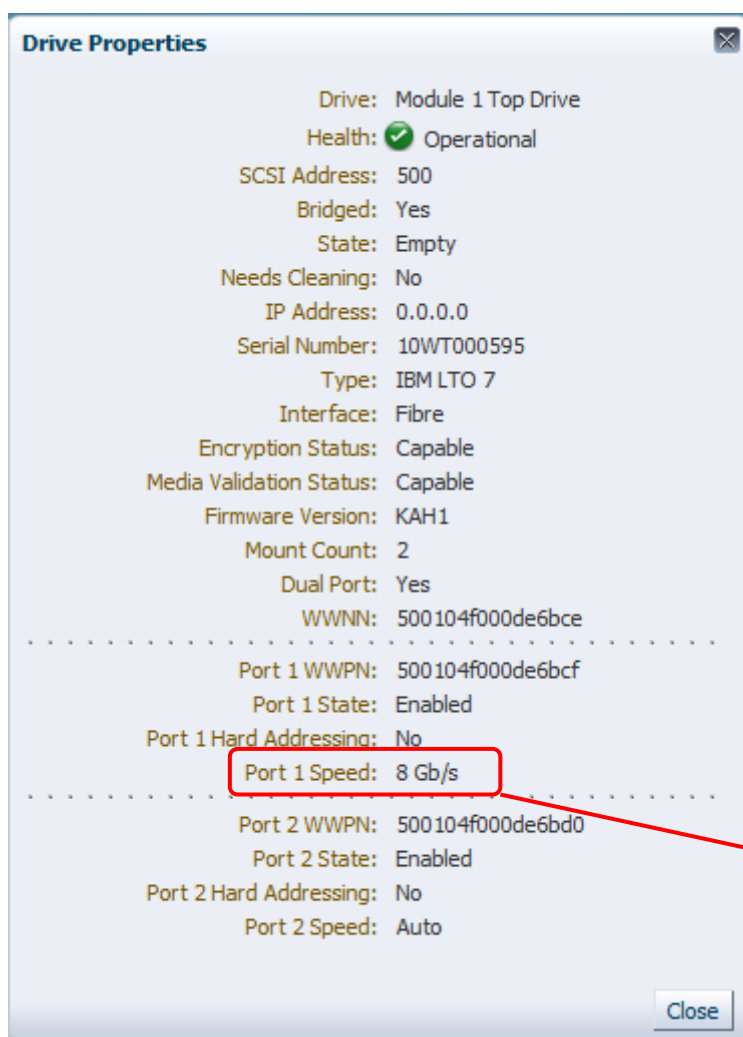 Drive Properties
Drive: Module 1 Top Drive
Health: Operational
SCSI Address: 500
Bridged: Yes
State: Empty
Needs Cleaning: No
IP Address: 0.0.0.0
Serial Number: 10WT000595
Type: IBM LTO 7
Interface: Fibre
Encryption Status: Capable
Media Validation Status: Capable
Firmware Version: KAH1
Mount Count: 2
Dual Port: Yes
WWNN: 500104f000de6bce
Port 1 WWPN: 500104f000de6bcf
Port 1 State: Enabled
Port 1 Hard Addressing: No
Port 1 Speed: 8 Gb/s
Port 2 WWPN: 500104f000de6bd0
Port 2 State: Enabled
Port 2 Hard Addressing: No
Port 2 Speed: Auto
Close